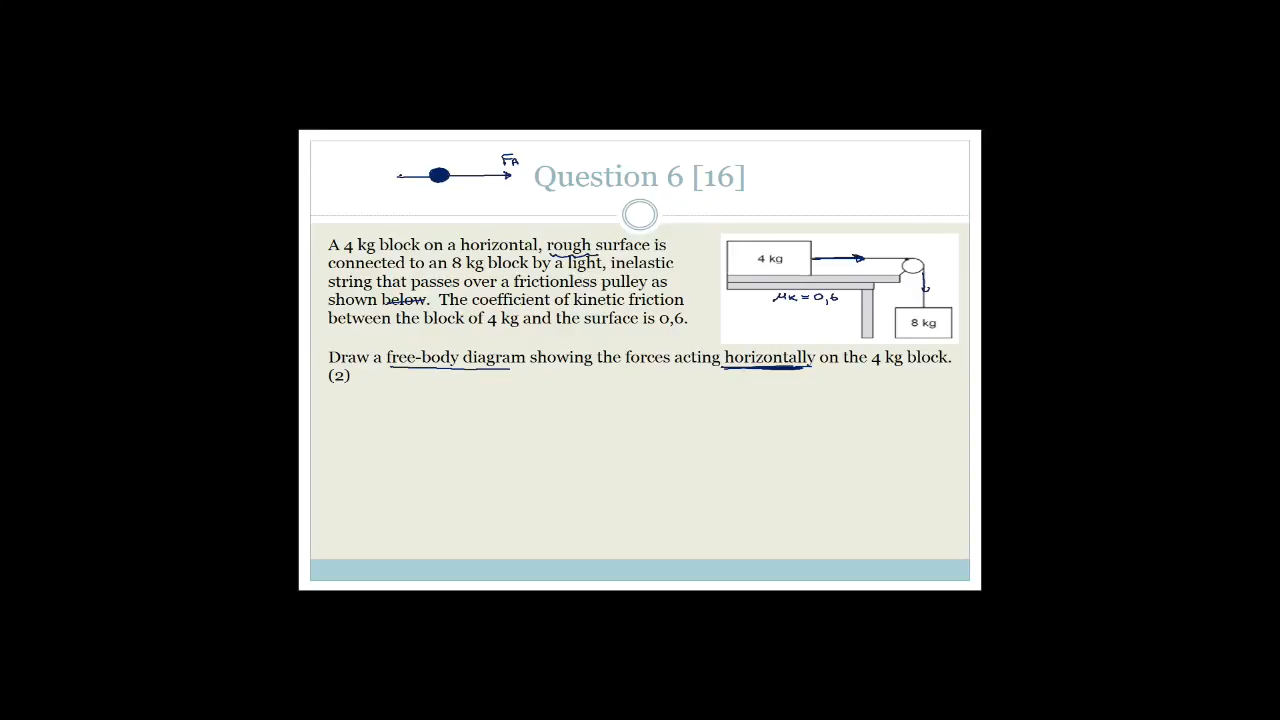 FA
Question 6 [16]
A 4 kg block on a horizontal, rough surface is
connected to an 8 kg block by a light, inelastic
string that passes over a frictionless pulley as
shown below. The coefficient of kinetic friction
between the block of 4 kg and the surface is 0,6.
4 kg
μK = 0,6
8 kg
Draw a free-body diagram showing the forces acting horizontally on the 4 kg block.
(2)